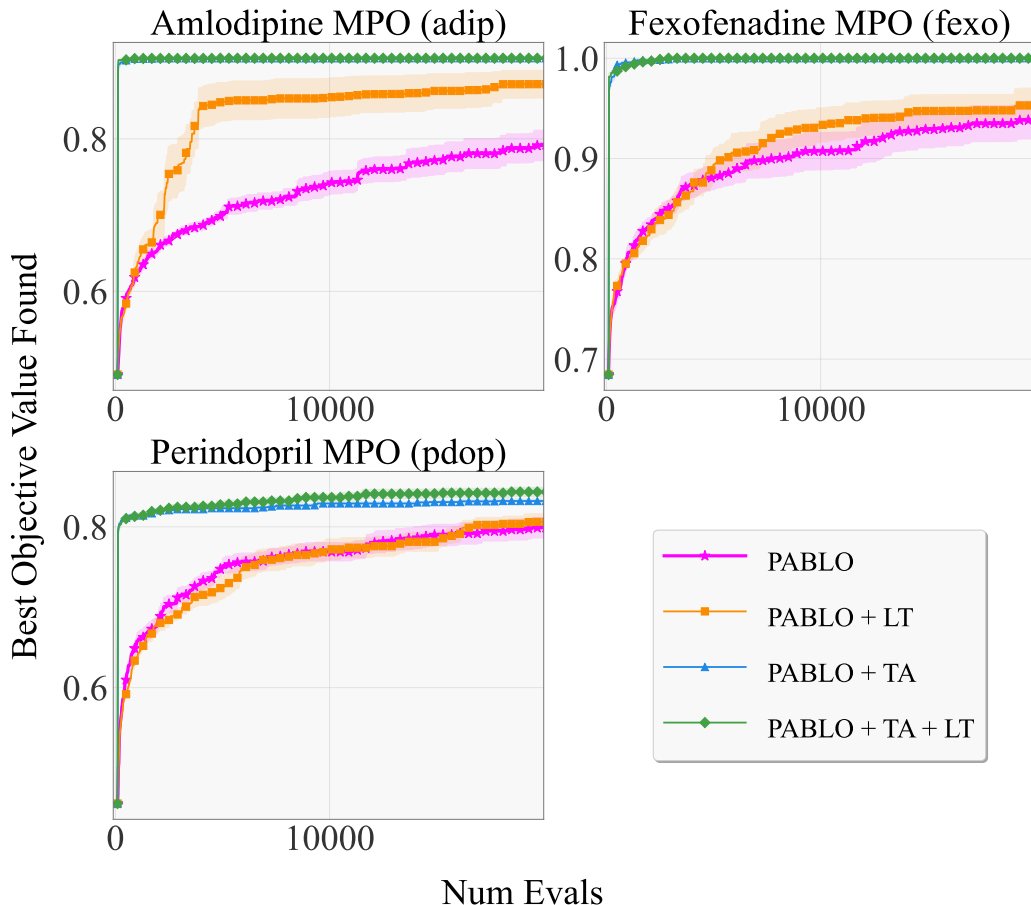 Amlodipine MPO (adip)
Fexofenadine MPO (fexo)
0.8
0.6
0
10000
1.0
0.9
0.8
0.7
0
10000
Best Objective Value Found
Perindopril MPO (pdop)
0.8
0.6
0
10000
PABLO
PABLO + LT
PABLO + TA
PABLO + TA + LT
Num Evals